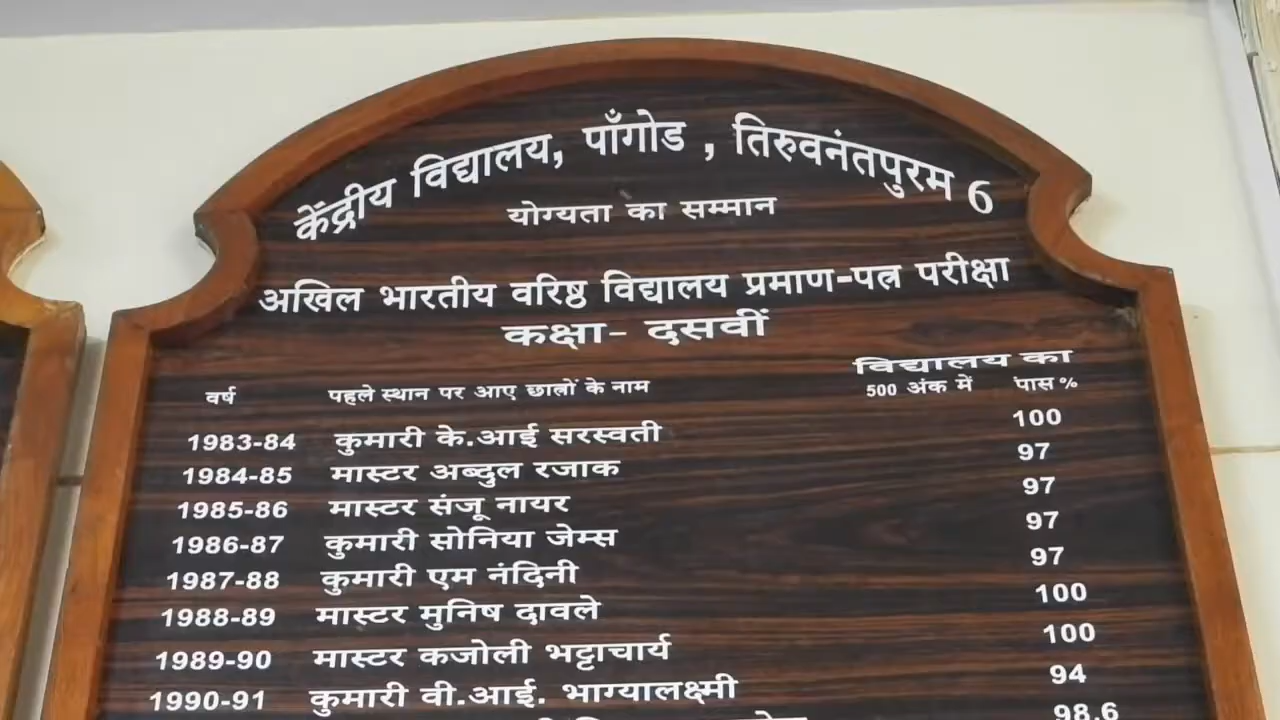 केंद्रीय विद्यालय, पाँगोड , तिरुवनंतपुरम 6
योग्यता का सम्मान
अखिल भारतीय वरिष्ठ विद्यालय प्रमाण-पत्र परीक्षा
कक्षा- दसवीं
विद्यालय का
वर्ष पहले स्थान पर आए छात्रों के नाम 500 अंक में पास %
1983-84 कुमारी के.आई सरस्वती 100
1984-85 मास्टर अब्दुल रजाक 97
1985-86 मास्टर संजू नायर 97
1986-87 कुमारी सोनिया जेम्स 97
1987-88 कुमारी एम नंदिनी 97
1988-89 मास्टर मुनिष दावले 100
1989-90 मास्टर कजोली भट्टाचार्य 100
1990-91 कुमारी वी.आई. भाग्यालक्ष्मी 94
98.6